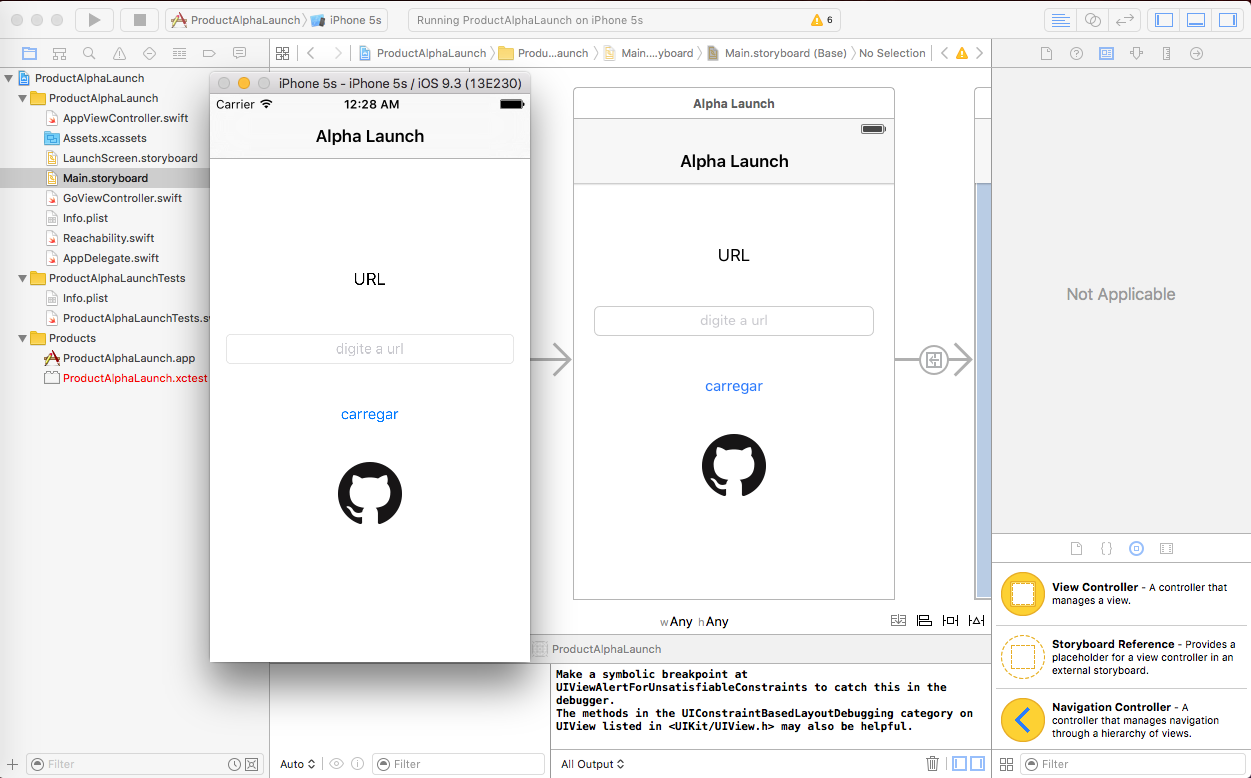 ProductAlphaLaunch
iPhone 5s
Running ProductAlphaLaunch on iPhone 5s
6
ProductAlphaLaunch
Produ...aunch
Main....yboard
Main.storyboard (Base)
No Selection
ProductAlphaLaunch
ProductAlphaLaunch
AppViewController.swift
Assets.xcassets
LaunchScreen.storyboard
Main.storyboard
GoViewController.swift
Info.plist
Reachability.swift
AppDelegate.swift
ProductAlphaLaunchTests
Info.plist
ProductAlphaLaunchTests.sw
Products
ProductAlphaLaunch.app
ProductAlphaLaunch.xctest
Filter
iPhone 5s - iPhone 5s / iOS 9.3 (13E230)
Carrier
12:28 AM
Alpha Launch
URL
digite a url
carregar
Alpha Launch
Alpha Launch
URL
digite a url
carregar
wAny hAny
ProductAlphaLaunch
Make a symbolic breakpoint at
UIViewAlertForUnsatisfiableConstraints to catch this in the
debugger.
The methods in the UIConstraintBasedLayoutDebugging category on
UIView listed in <UIKit/UIView.h> may also be helpful.
Auto
Filter
All Output
Not Applicable
View Controller - A controller that
manages a view.
Storyboard Reference - Provides a
placeholder for a view controller in an
external storyboard.
Navigation Controller - A
controller that manages navigation
through a hierarchy of views.
Filter